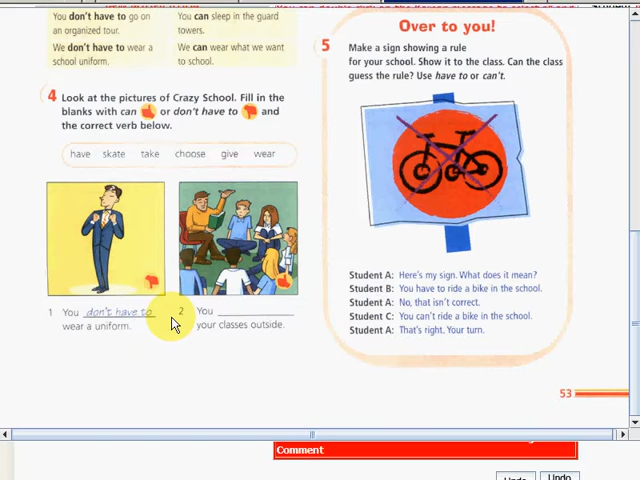 You don't have to go on
an organized tour.
We don't have to wear a
school uniform.
You can sleep in the guard
towers.
We can wear what we want
to school.
4 Look at the pictures of Crazy School. Fill in the
blanks with can or don't have to and
the correct verb below.
have skate take choose give wear
1 You don't have to
wear a uniform.
2 You ____________
your classes outside.
Over to you!
5 Make a sign showing a rule
for your school. Show it to the class. Can the class
guess the rule? Use have to or can't.
Student A: Here's my sign. What does it mean?
Student B: You have to ride a bike in the school.
Student A: No, that isn't correct.
Student C: You can't ride a bike in the school.
Student A: That's right. Your turn.
53
Comment
Undo
Undo